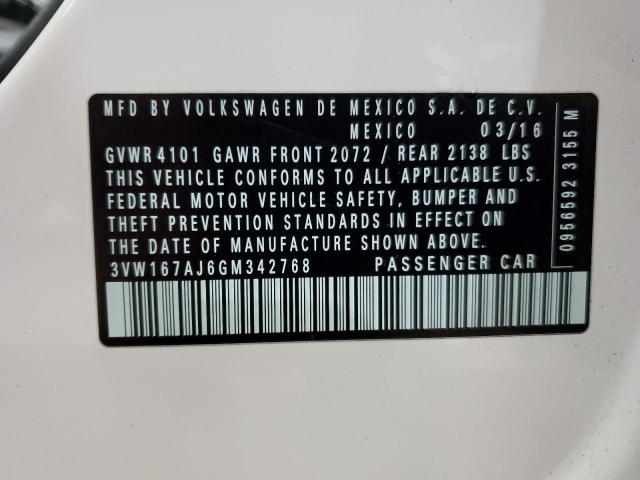 MFD BY VOLKSWAGEN DE MEXICO S.A. DE C.V.
MEXICO 03/16
GVWR 4101 GAWR FRONT 2072 / REAR 2138 LBS
THIS VEHICLE CONFORMS TO ALL APPLICABLE U.S.
FEDERAL MOTOR VEHICLE SAFETY, BUMPER AND
THEFT PREVENTION STANDARDS IN EFFECT ON
THE DATE OF MANUFACTURE SHOWN ABOVE.
3VW167AJ6GM342768 PASSENGER CAR
0956592 3155 M